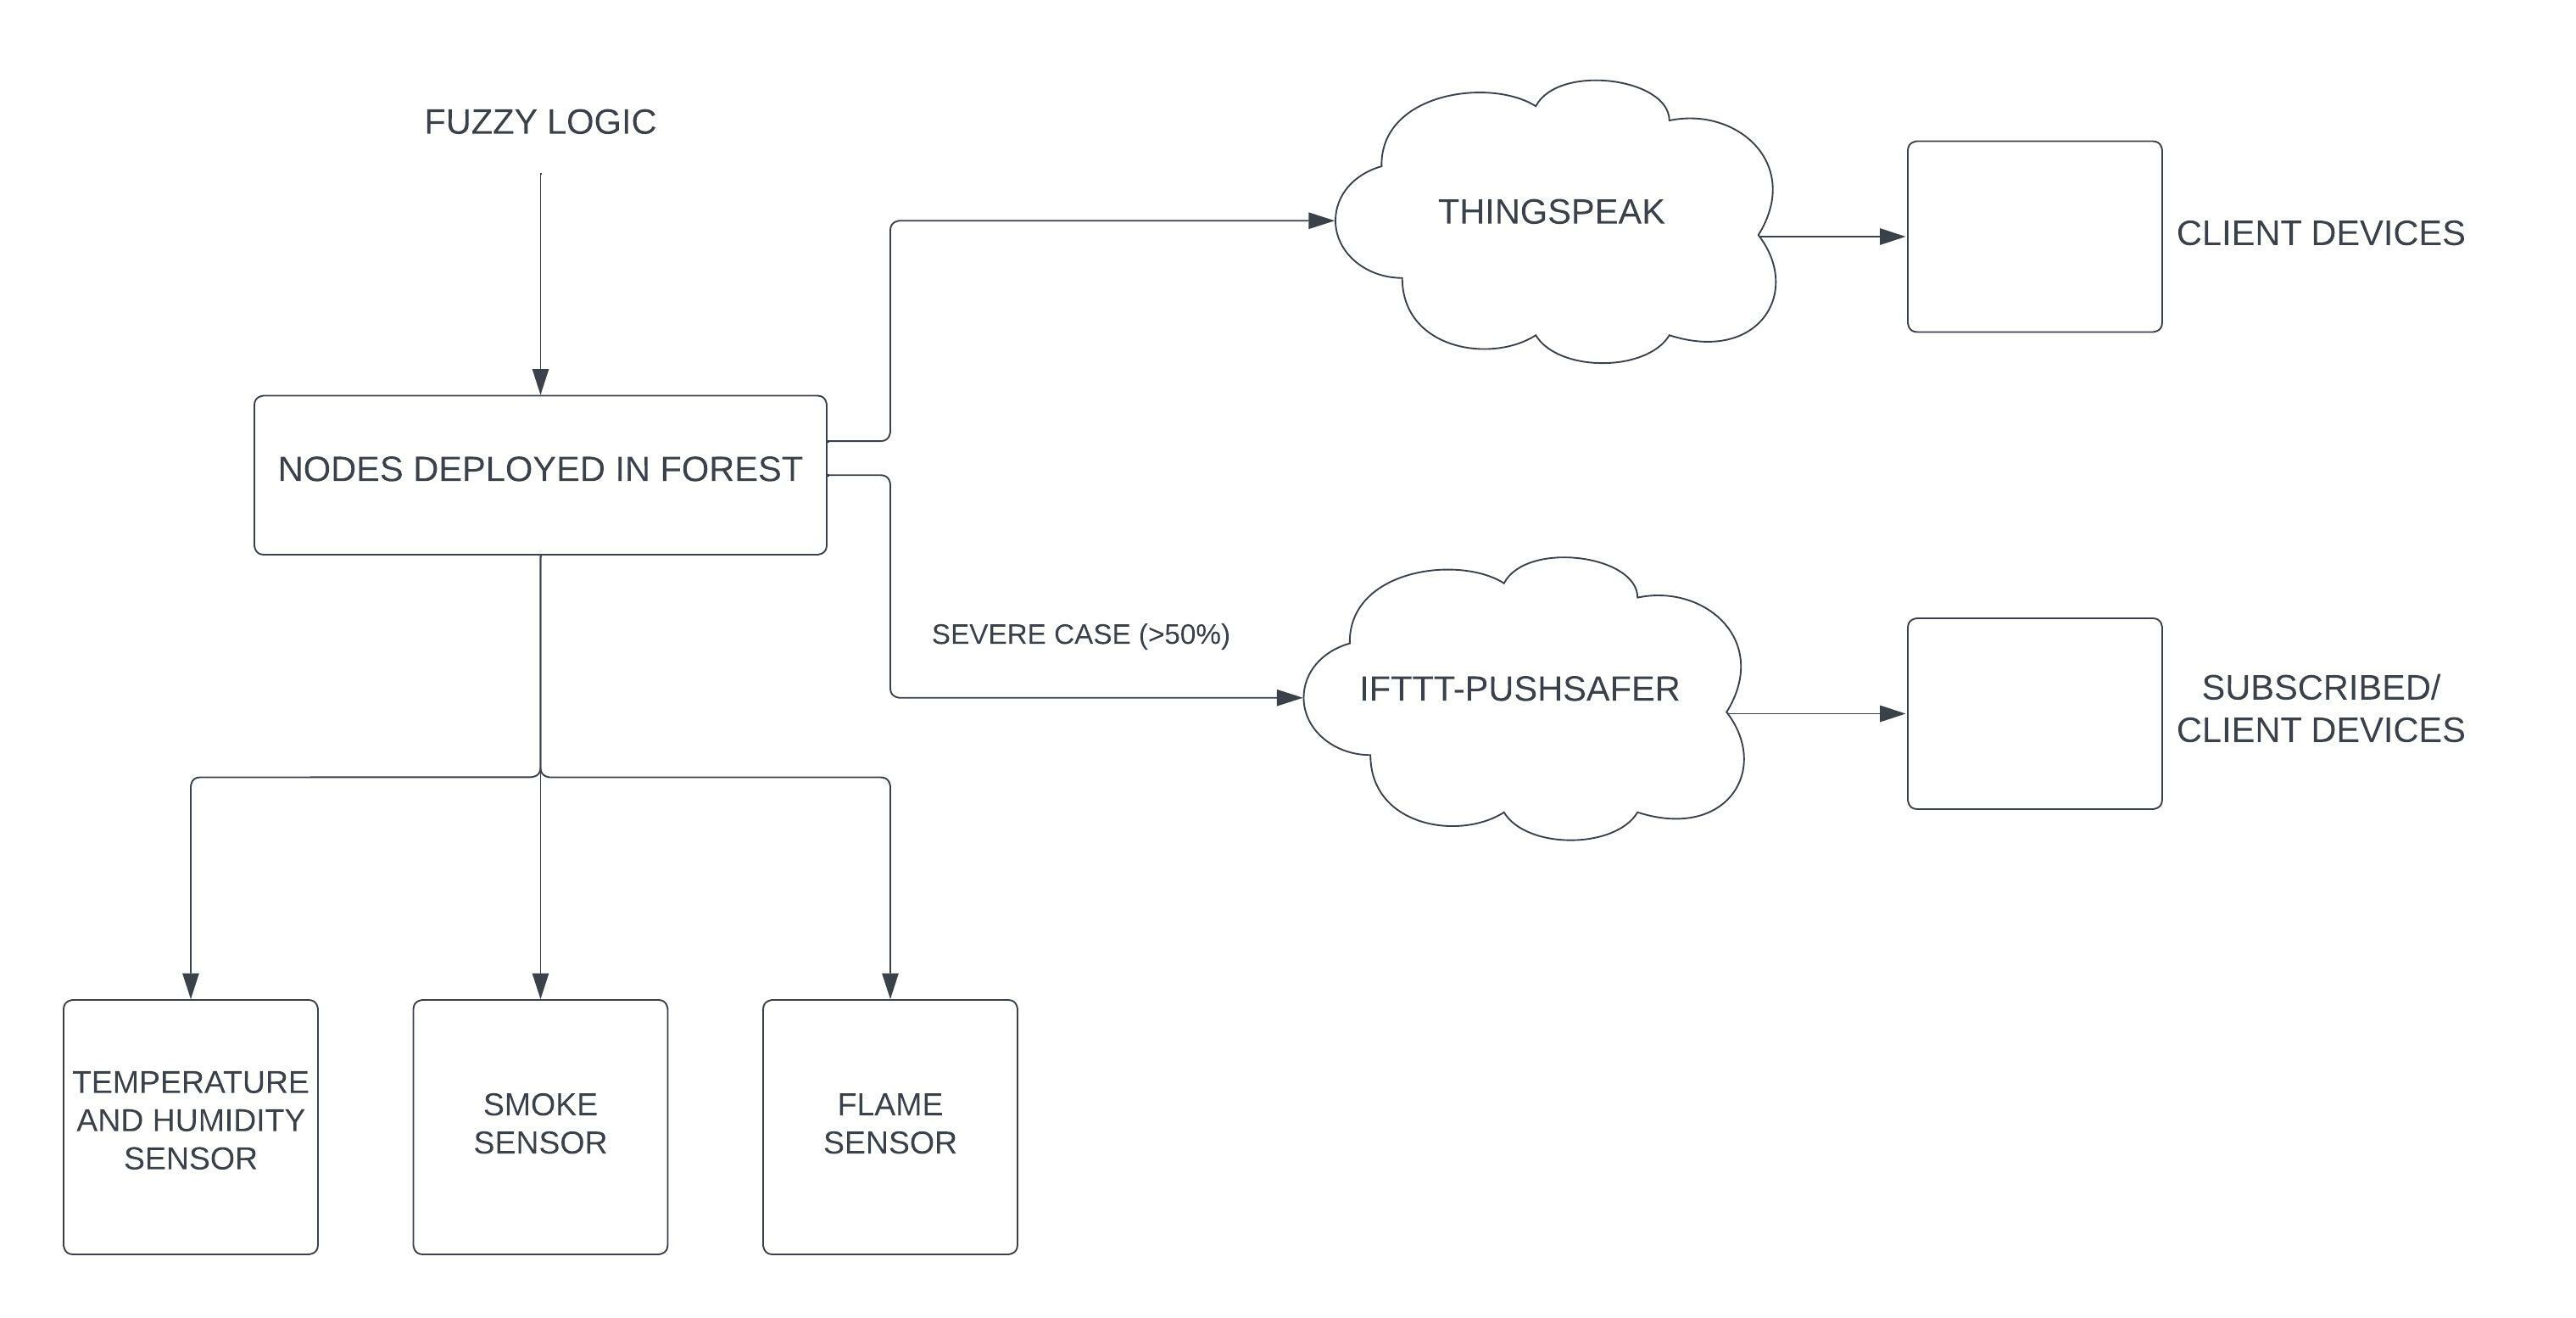 FUZZY LOGIC
THINGSPEAK
CLIENT DEVICES
NODES DEPLOYED IN FOREST
SEVERE CASE (>50%)
IFTTT-PUSHSAFER
SUBSCRIBED/
CLIENT DEVICES
TEMPERATURE
AND HUMIDITY
SENSOR
SMOKE
SENSOR
FLAME
SENSOR